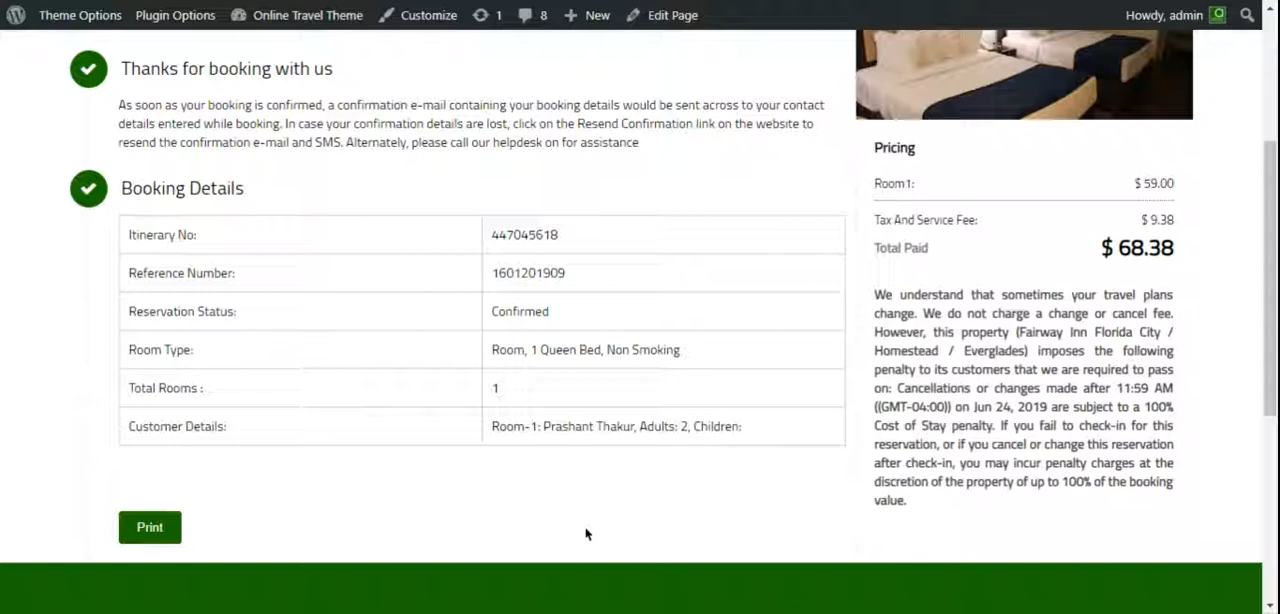 Theme Options Plugin Options Online Travel Theme Customize 1 8 New Edit Page Howdy, admin
Thanks for booking with us
As soon as your booking is confirmed, a confirmation e-mail containing your booking details would be sent across to your contact
details entered while booking. In case your confirmation details are lost, click on the Resend Confirmation link on the website to
resend the confirmation e-mail and SMS. Alternately, please call our helpdesk on for assistance
Booking Details
Itinerary No: 447045618
Reference Number: 1601201909
Reservation Status: Confirmed
Room Type: Room, 1 Queen Bed, Non Smoking
Total Rooms : 1
Customer Details: Room-1: Prashant Thakur, Adults: 2, Children:
Print
Pricing
Room1: $ 59.00
Tax And Service Fee: $ 9.38
Total Paid $ 68.38
We understand that sometimes your travel plans
change. We do not charge a change or cancel fee.
However, this property (Fairway Inn Florida City /
Homestead / Everglades) imposes the following
penalty to its customers that we are required to pass
on: Cancellations or changes made after 11:59 AM
((GMT-04:00)) on Jun 24, 2019 are subject to a 100%
Cost of Stay penalty. If you fail to check-in for this
reservation, or if you cancel or change this reservation
after check-in, you may incur penalty charges at the
discretion of the property of up to 100% of the booking
value.